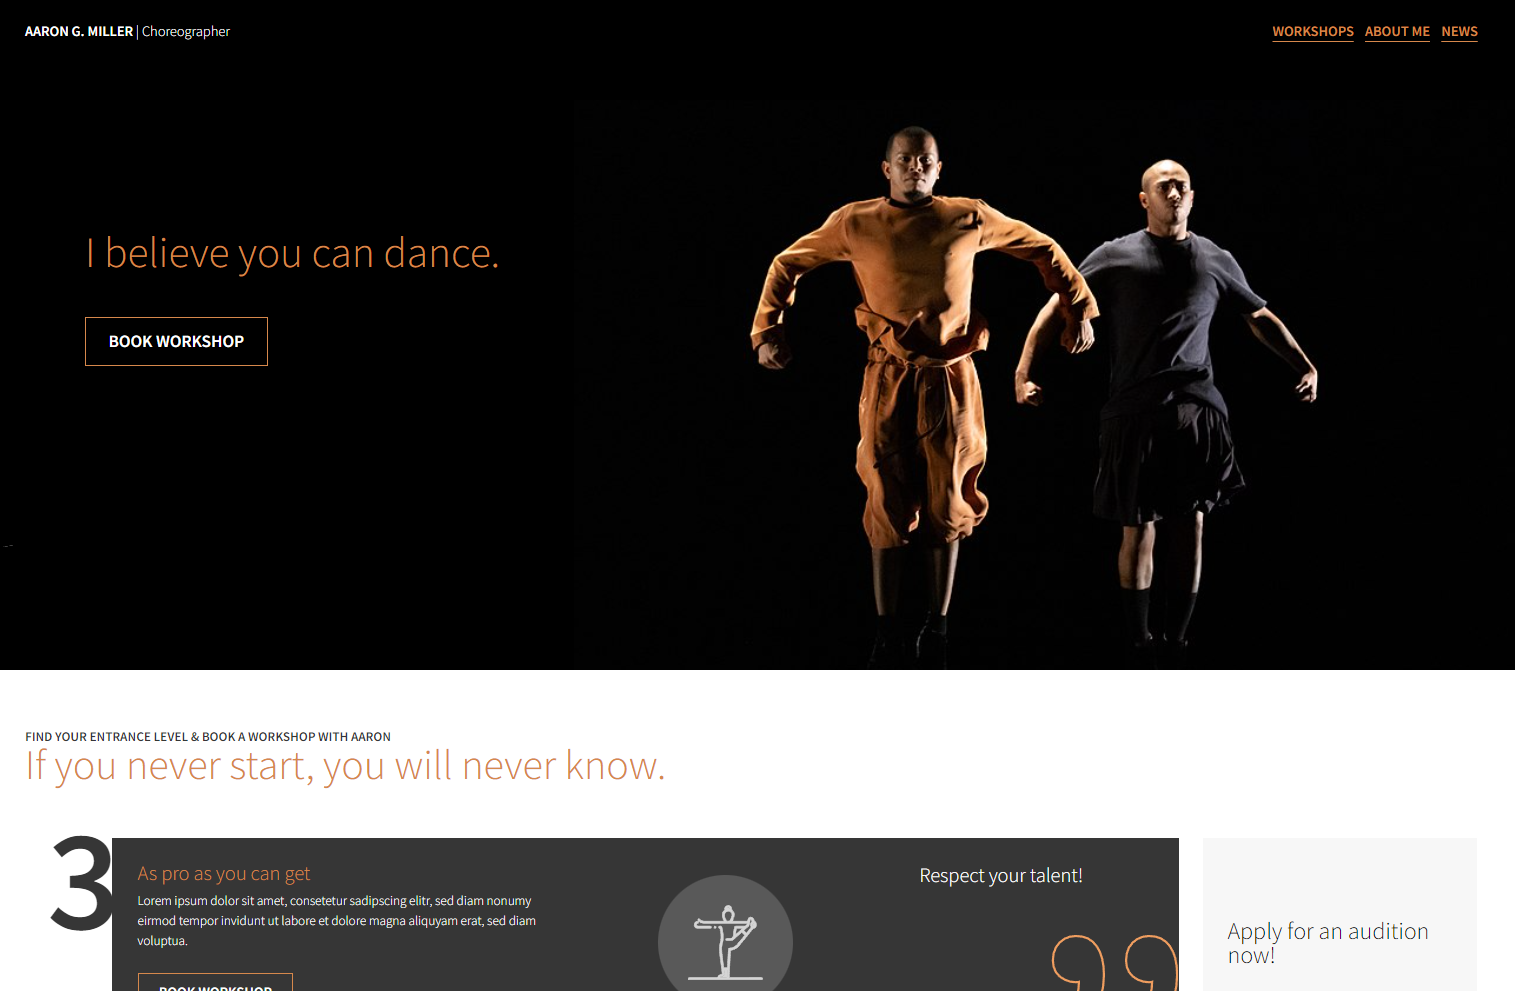 AARON G. MILLER | Choreographer
WORKSHOPS ABOUT ME NEWS
I believe you can dance.
BOOK WORKSHOP
FIND YOUR ENTRANCE LEVEL & BOOK A WORKSHOP WITH AARON
If you never start, you will never know.
3
As pro as you can get
Lorem ipsum dolor sit amet, consetetur sadipscing elitr, sed diam nonumy
eirmod tempor invidunt ut labore et dolore magna aliquyam erat, sed diam
voluptua.
BOOK WORKSHOP
Respect your talent!
Apply for an audition
now!